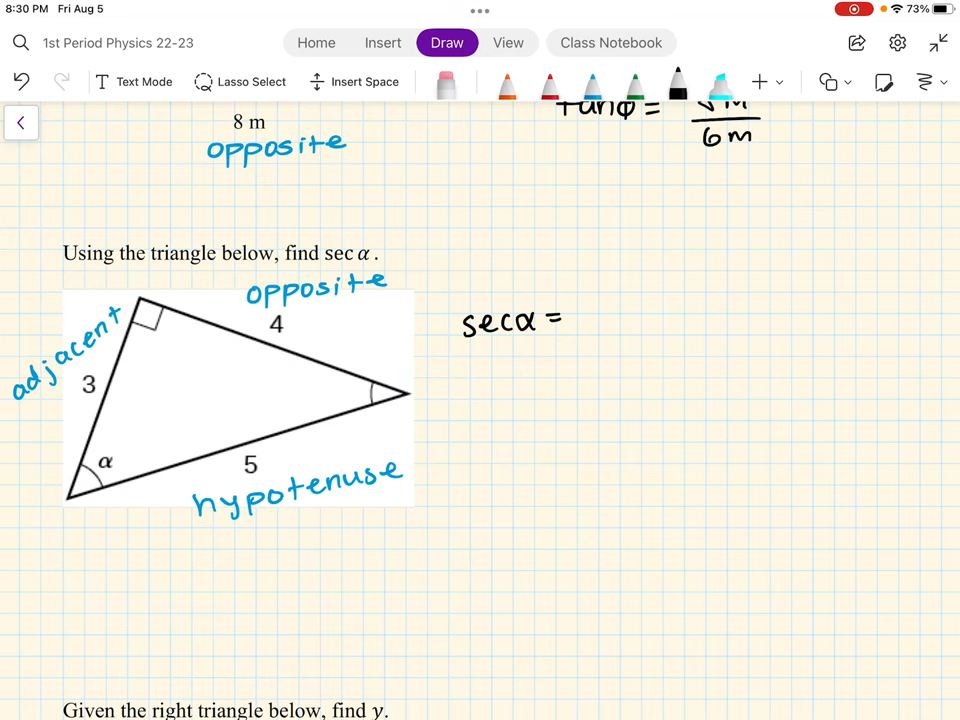 8:30 PM Fri Aug 5
73%
1st Period Physics 22-23
Home Insert Draw View Class Notebook
Text Mode Lasso Select Insert Space
tanφ =
8 m
6 m
opposite
Using the triangle below, find sec α.
opposite
4
secα =
adjacent
3
α
5
hypotenuse
Given the right triangle below, find y.